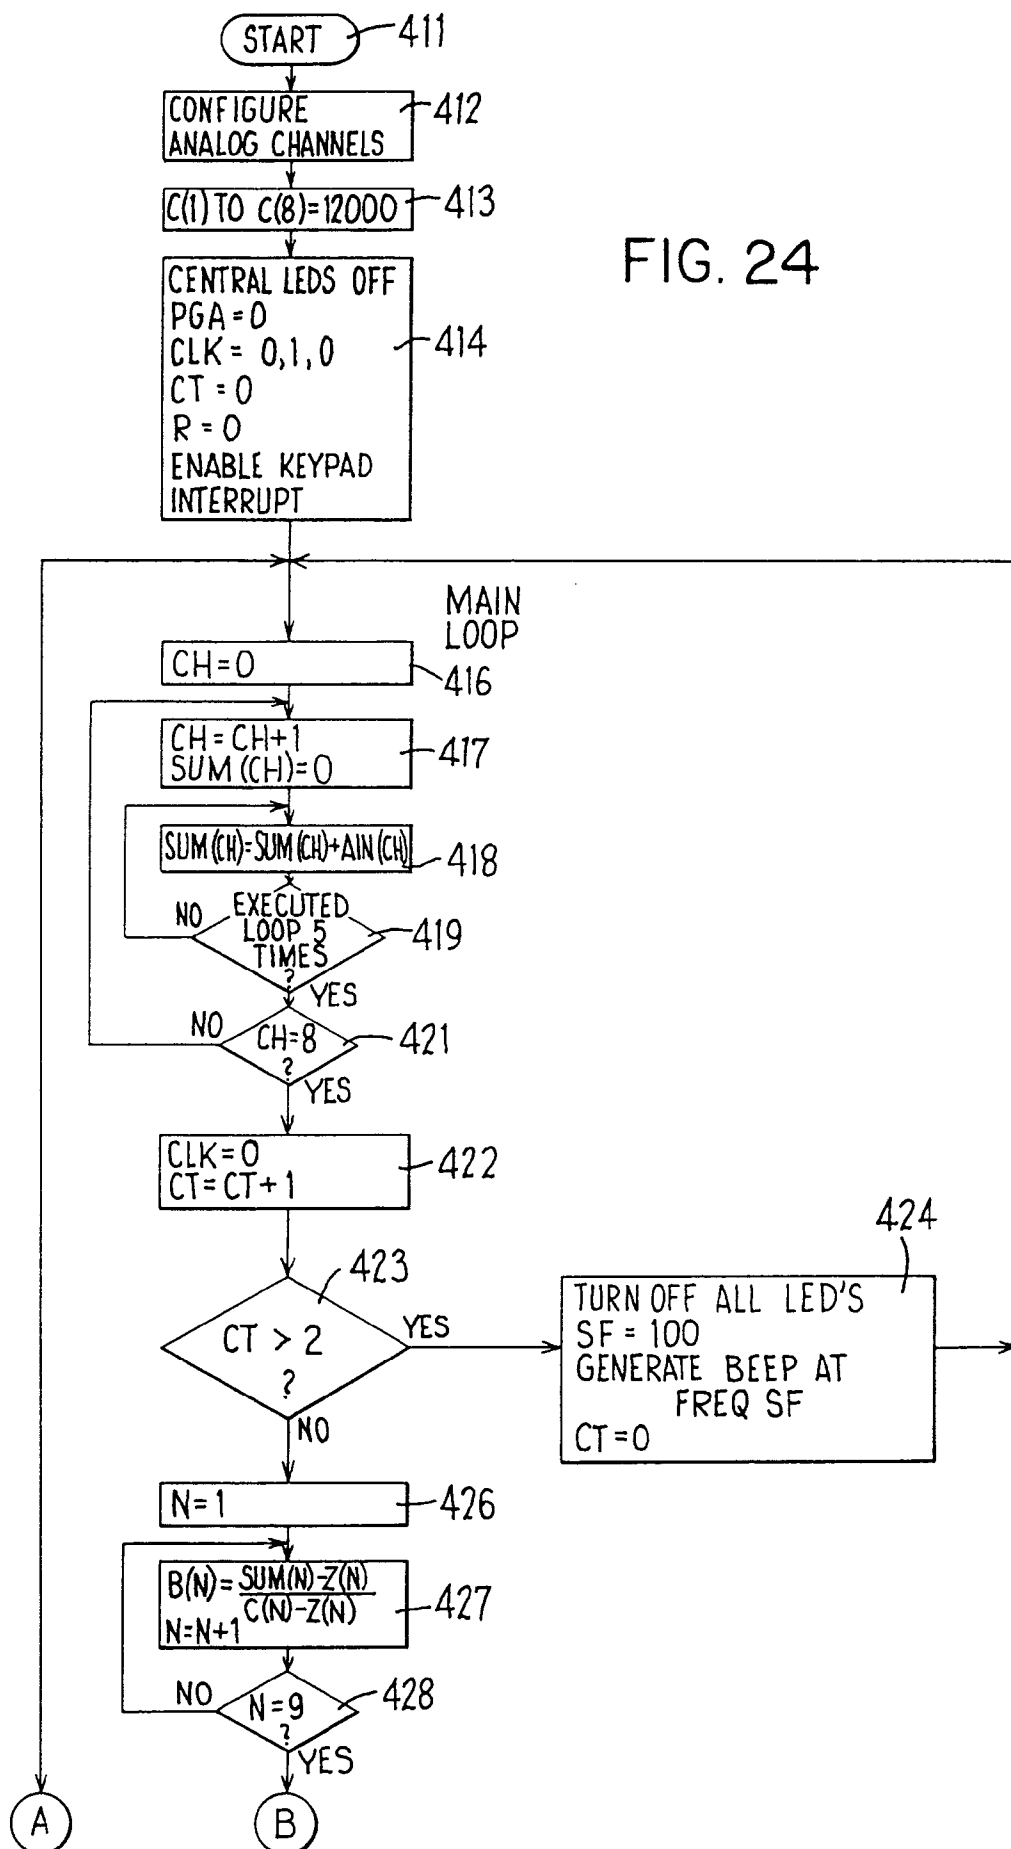 START
411
CONFIGURE
ANALOG CHANNELS
412
C(1) TO C(8)=12000
413
FIG. 24
CENTRAL LEDS OFF
PGA=0
CLK= 0,1,0
CT=0
R=0
ENABLE KEYPAD
INTERRUPT
414
MAIN
LOOP
CH=0
416
CH=CH+1
SUM(CH)=0
417
SUM(CH)=SUM(CH)+AIN(CH)
418
EXECUTED
LOOP 5
TIMES
?
NO
419
YES
CH=8
?
NO
421
YES
CLK=0
CT=CT+1
422
423
CT > 2
?
YES
NO
424
TURN OFF ALL LED'S
SF=100
GENERATE BEEP AT
FREQ SF
CT=0
N=1
426
B(N)=SUM(N)-Z(N)
C(N)-Z(N)
N=N+1
427
NO
N=9
?
428
YES
A
B